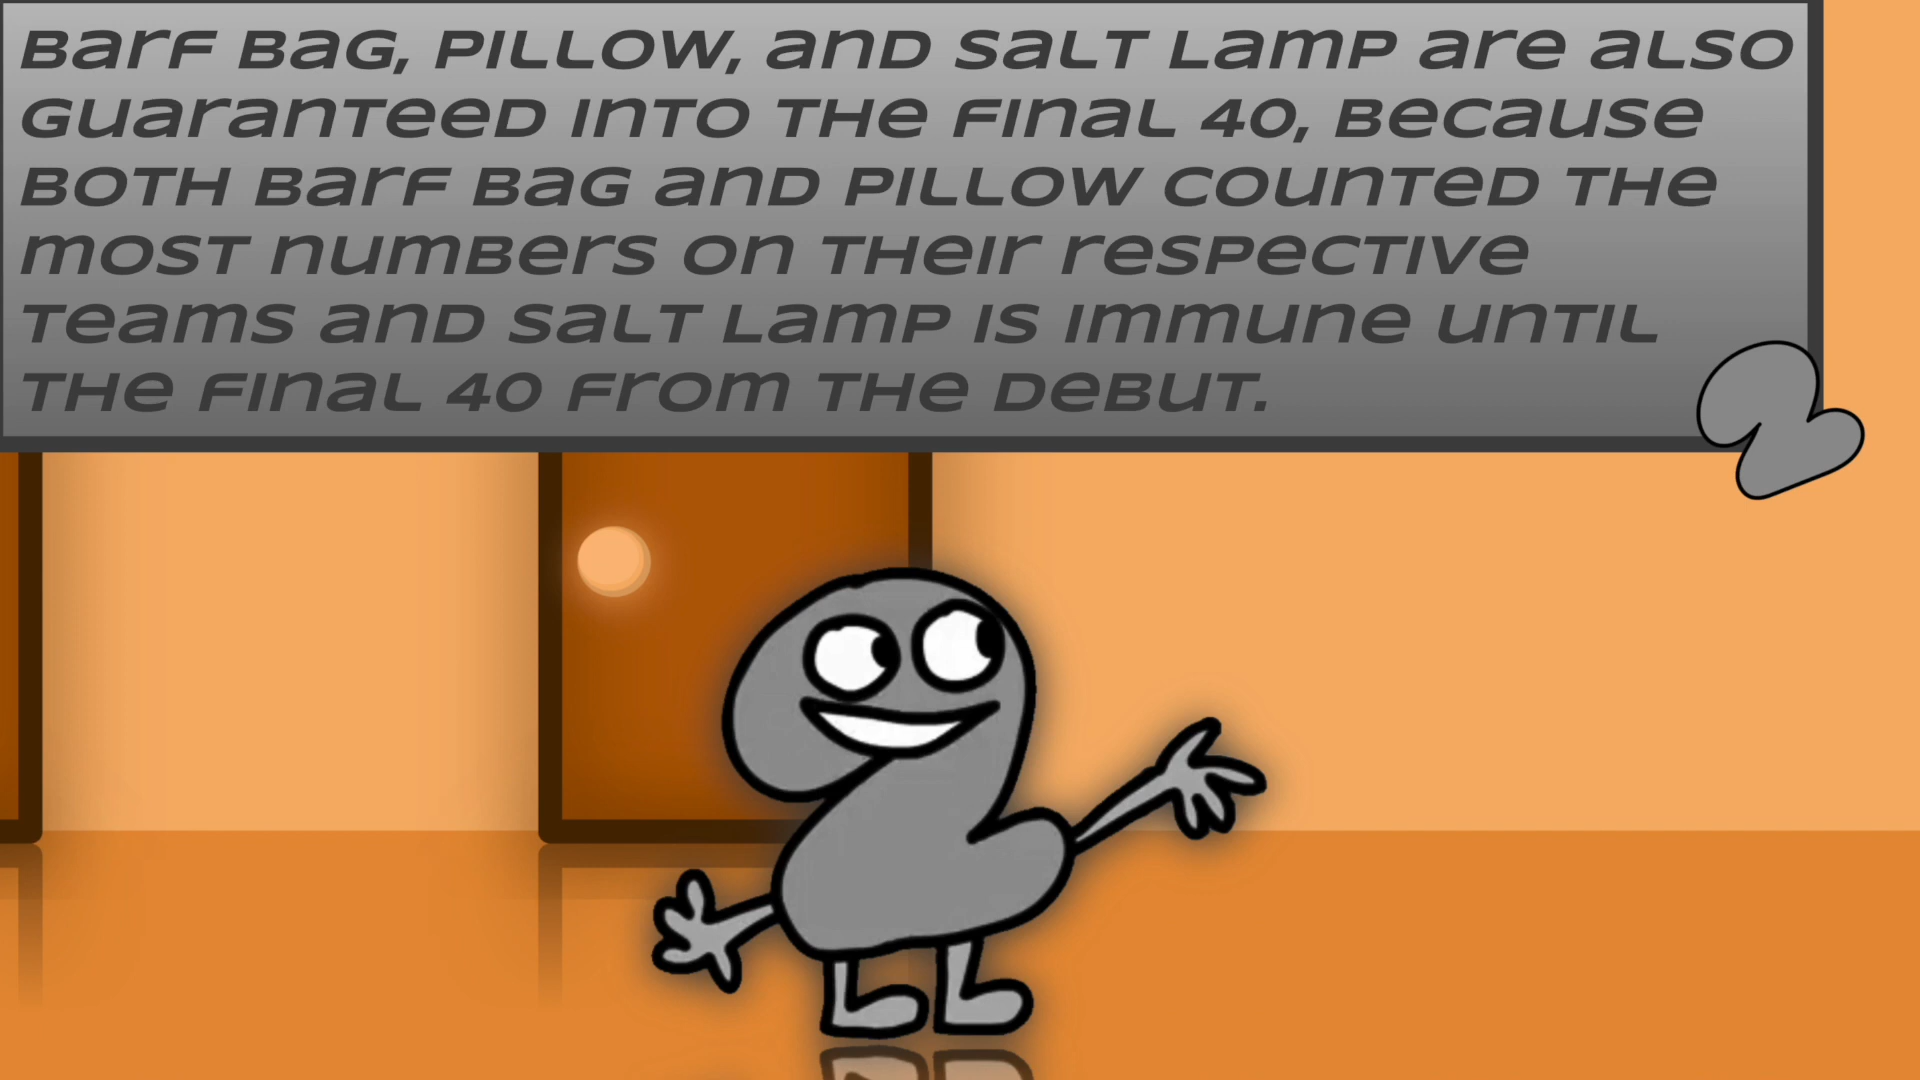 Barf Bag, Pillow, and Salt Lamp are also
guaranteed into the final 40, because
both Barf Bag and Pillow counted the
most numbers on their respective
teams and Salt Lamp is immune until
the final 40 from the debut.